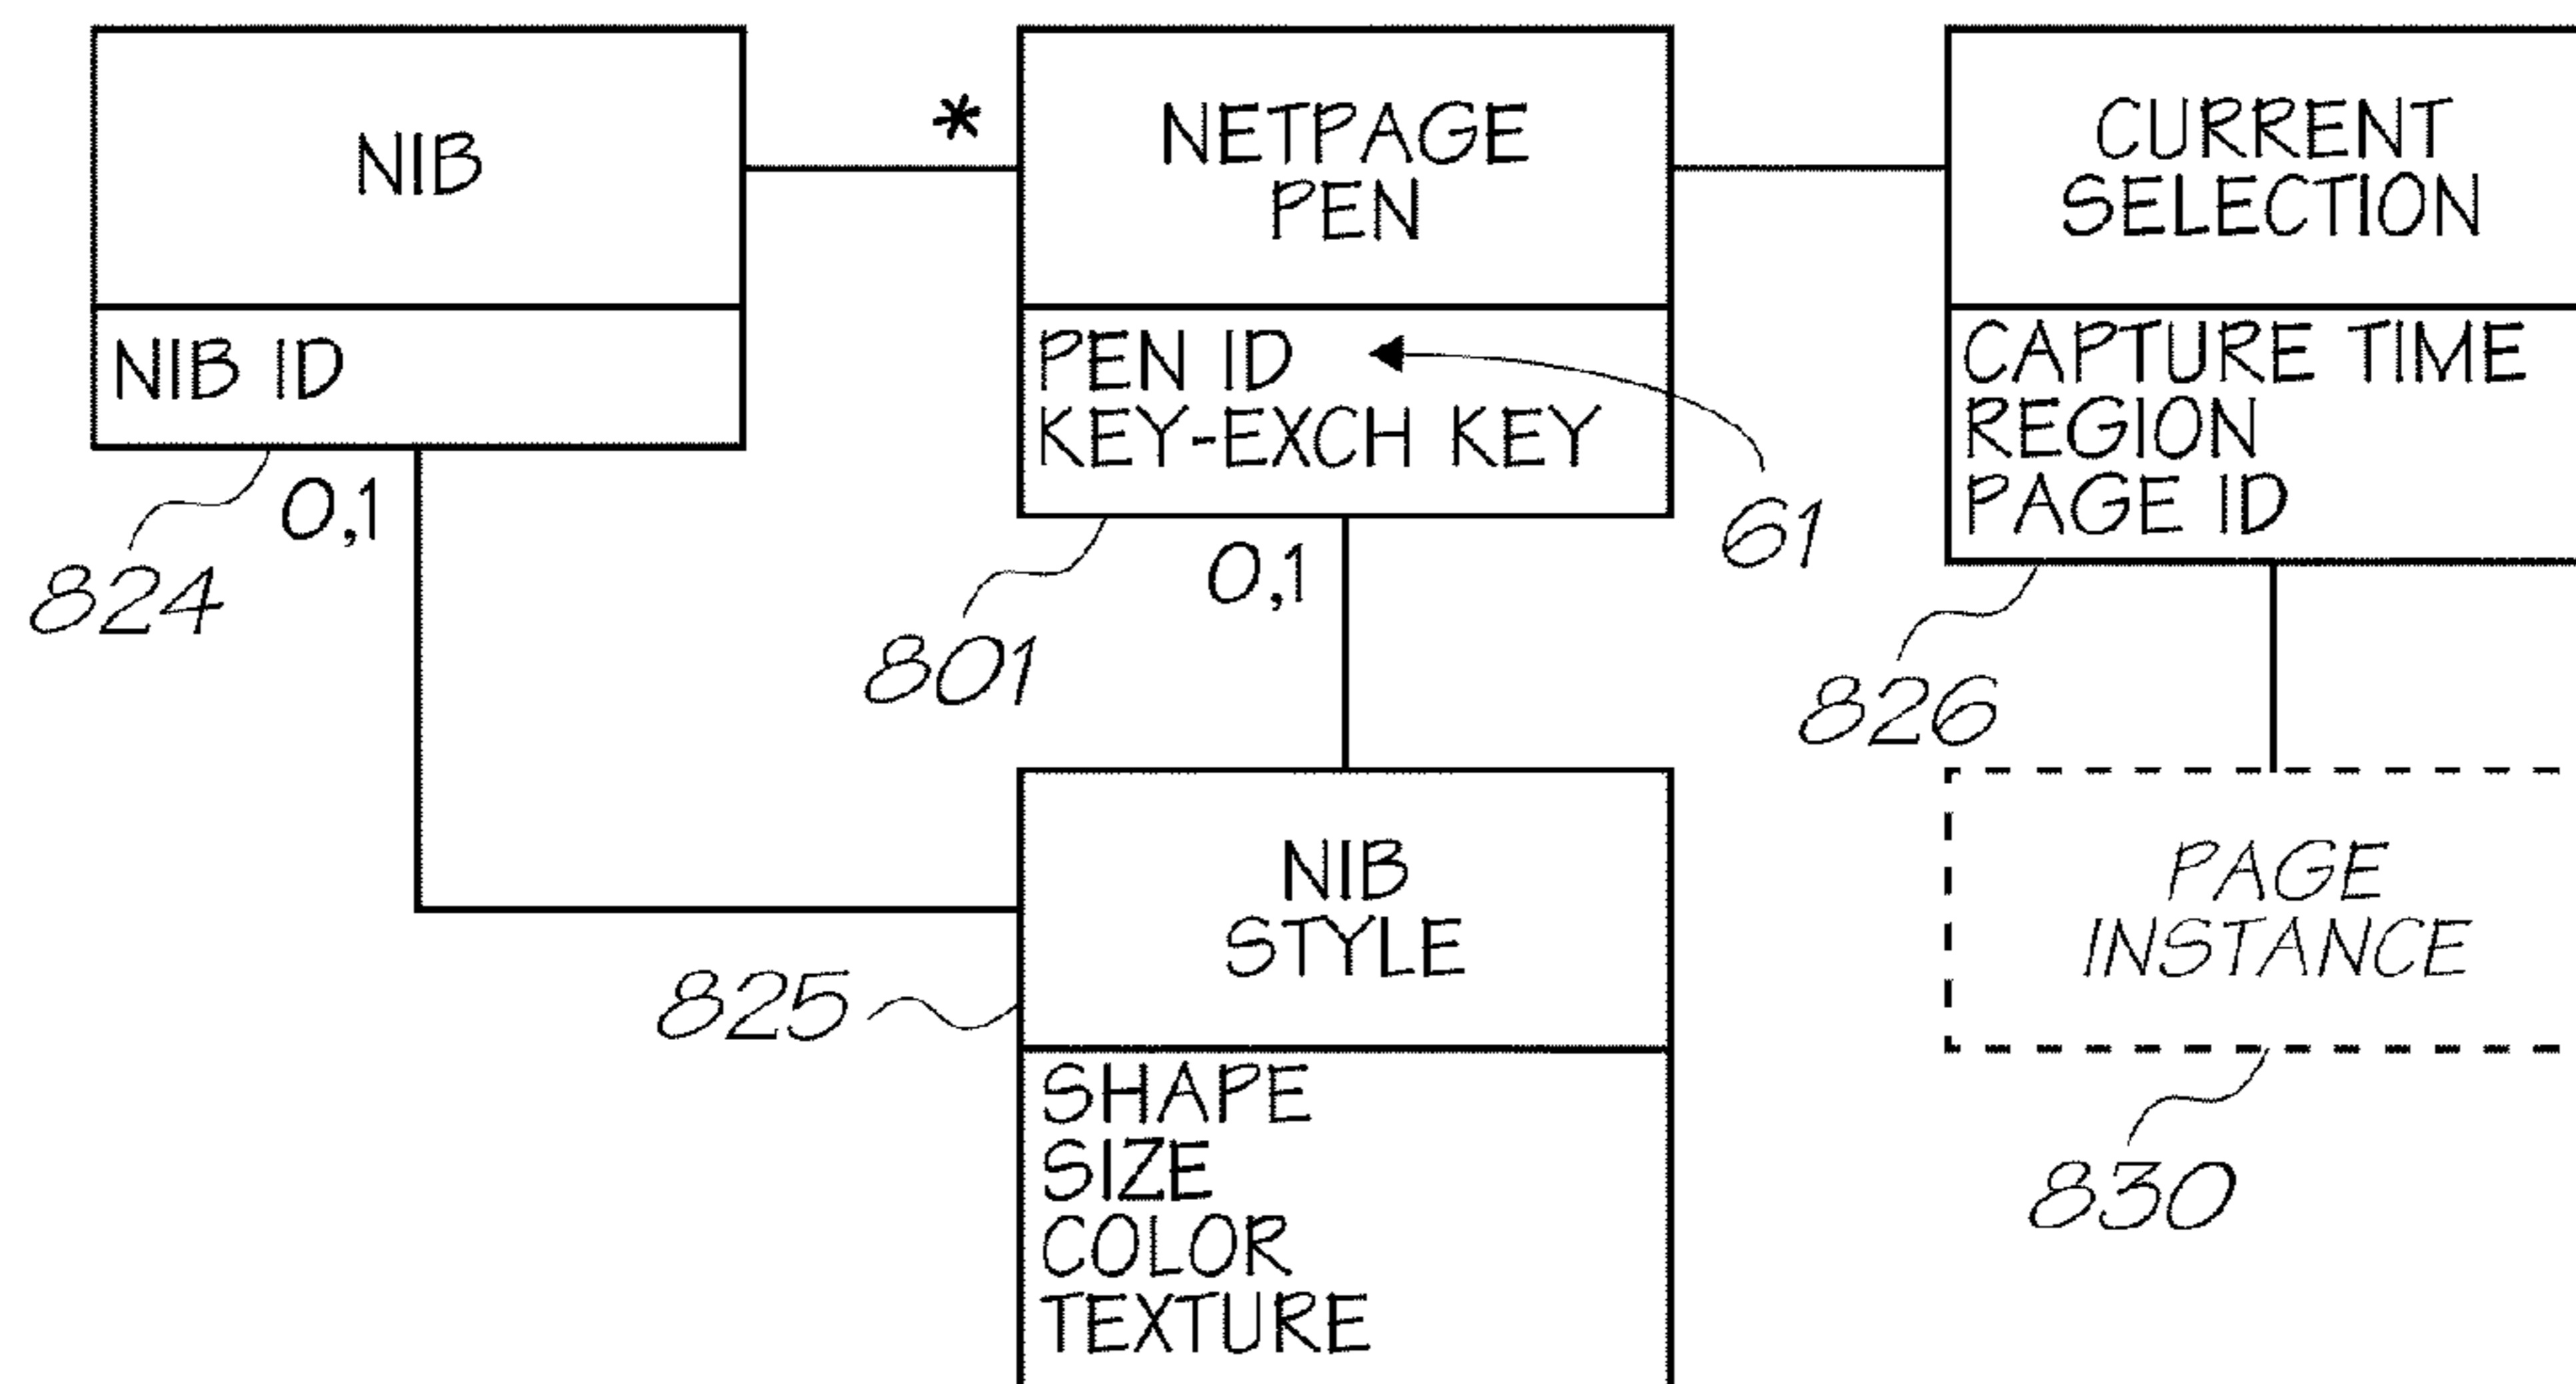 NIB
*
NETPAGE
PEN
CURRENT
SELECTION
NIB ID
PEN ID
KEY-EXCH KEY
CAPTURE TIME
REGION
PAGE ID
0,1
824
0,1
801
61
826
NIB
STYLE
825
SHAPE
SIZE
COLOR
TEXTURE
PAGE
INSTANCE
830